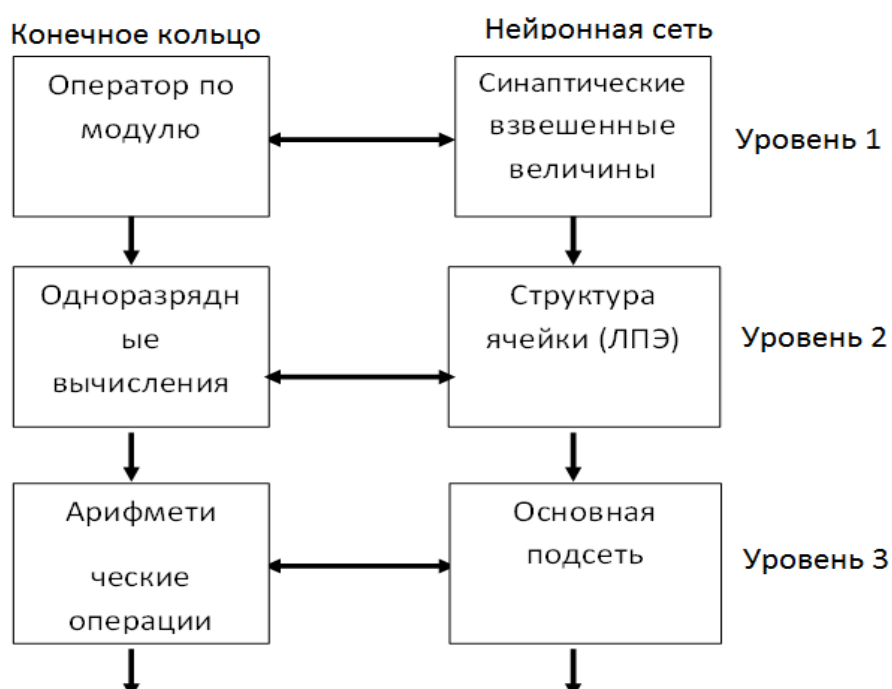 Конечное кольцо
Нейронная сеть
Оператор по
модулю
Синаптические
взвешенные
величины
Уровень 1
Одноразрядн
ые
вычисления
Структура
ячейки (ЛПЭ)
Уровень 2
Арифмети
ческие
операции
Основная
подсеть
Уровень 3